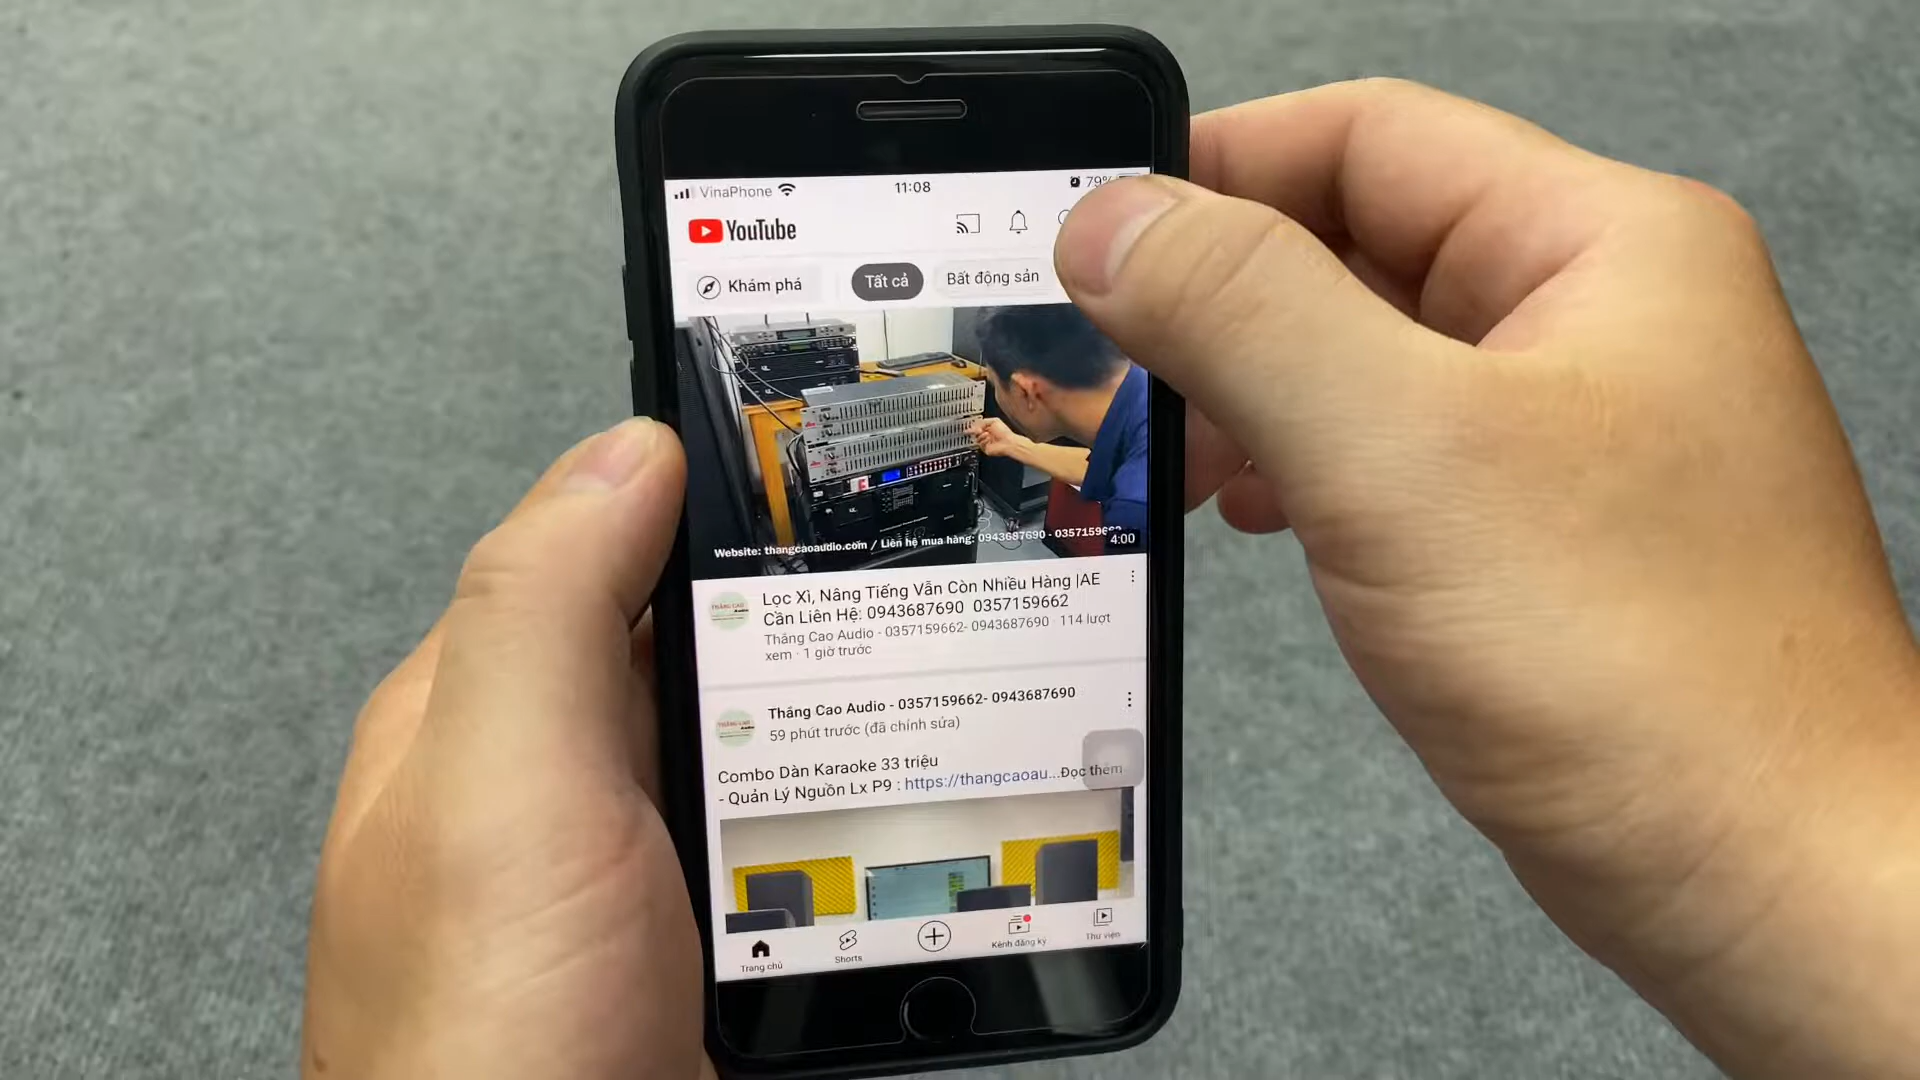 VinaPhone 11:08 79%
YouTube
Khám phá Tất cả Bất động sản
Website: thangcaoaudio.com / Liên hệ mua hàng: 0943687690 - 0357159662
4:00
Lọc Xì, Nâng Tiếng Vẫn Còn Nhiều Hàng |AE
Cần Liên Hệ: 0943687690 0357159662
Thắng Cao Audio - 0357159662- 0943687690 · 114 lượt
xem · 1 giờ trước
Thắng Cao Audio - 0357159662- 0943687690
59 phút trước (đã chỉnh sửa)
Combo Dàn Karaoke 33 triệu
- Quản Lý Nguồn Lx P9 : https://thangcaoau...Đọc thêm
Trang chủ Shorts Kênh đăng ký Thư viện